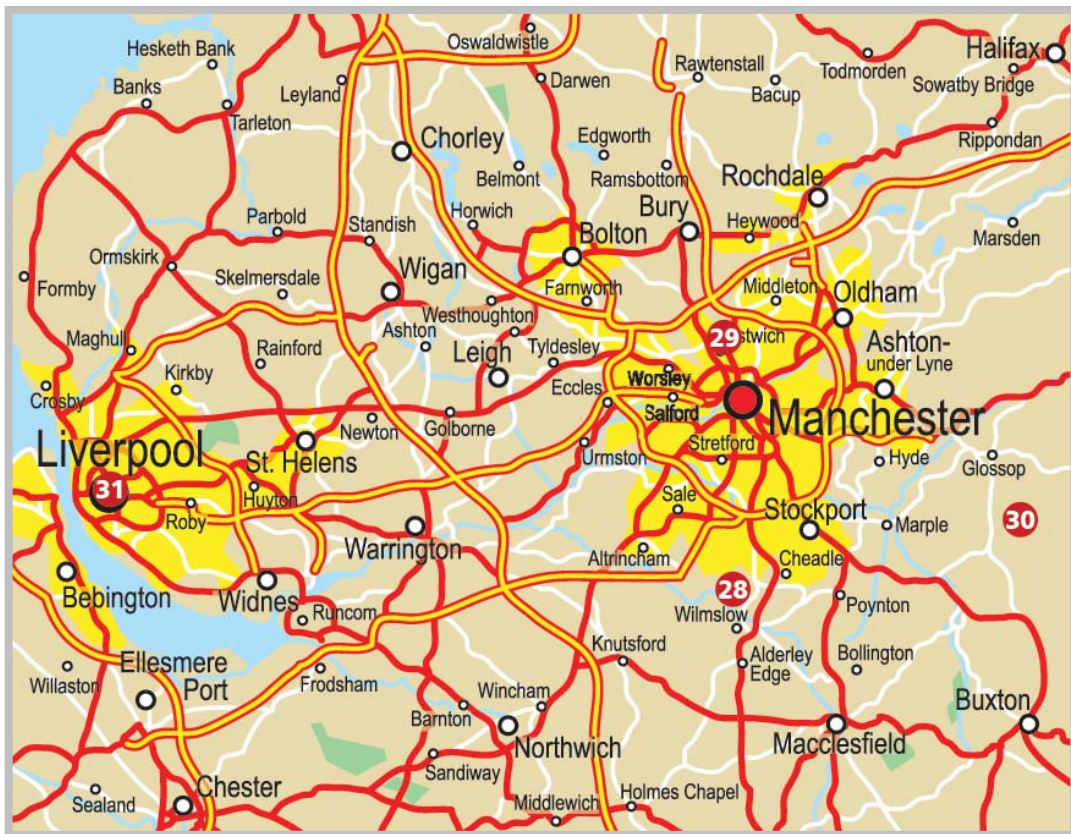 Hesketh Bank
Oswaldwistle
Halifax
Rawtenstall
Todmorden
Banks
Leyland
Darwen
Bacup
Sowatby Bridge
Tarleton
Chorley
Edgworth
Rippondan
Belmont
Ramsbottom
Rochdale
Parbold
Standish
Horwich
Bury
Heywood
Marsden
Ormskirk
Bolton
Formby
Skelmersdale
Wigan
Farnworth
Middleton
Oldham
Maghull
Ashton
Westhoughton
29
stwich
Ashton-
under Lyne
Rainford
Leigh
Tyldesley
Kirkby
Eccles
Worsley
Crosby
Salford
Manchester
Newton
Golborne
Liverpool
St. Helens
Urmston
Stretford
Hyde
Glossop
31
Huyton
Roby
Sale
Stockport
Marple
30
Warrington
Altrincham
Cheadle
Bebington
Widnes
Runcorn
28
Wilmslow
Poynton
Knutsford
Ellesmere
Port
Willaston
Frodsham
Alderley
Edge
Bollington
Wincham
Barnton
Buxton
Northwich
Macclesfield
Sandiway
Chester
Sealand
Middlewich
Holmes Chapel